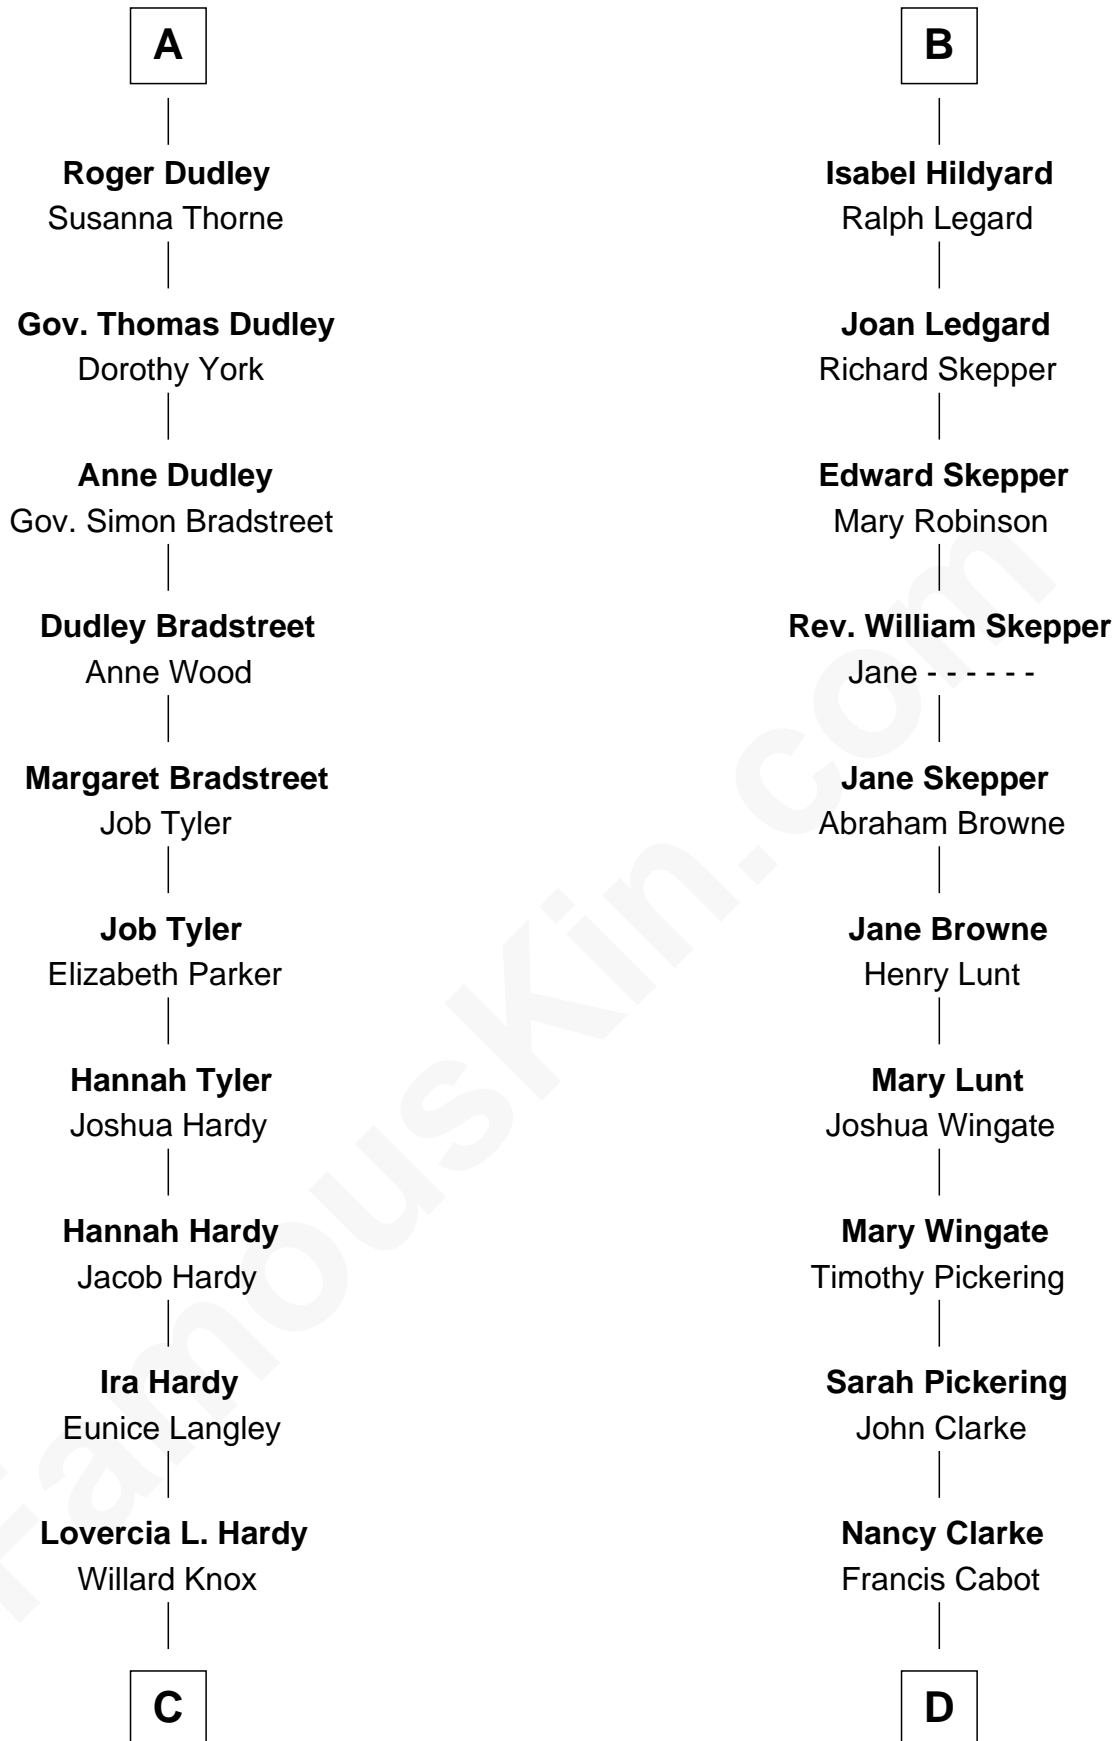 A
Roger Dudley
Susanna Thorne
Gov. Thomas Dudley
Dorothy York
Anne Dudley
Gov. Simon Bradstreet
Dudley Bradstreet
Anne Wood
Margaret Bradstreet
Job Tyler
Job Tyler
Elizabeth Parker
Hannah Tyler
Joshua Hardy
Hannah Hardy
Jacob Hardy
Ira Hardy
Eunice Langley
Lovercia L. Hardy
Willard Knox
C
B
Isabel Hildyard
Ralph Legard
Joan Ledgard
Richard Skepper
Edward Skepper
Mary Robinson
Rev. William Skepper
Jane - - - - - -
Jane Skepper
Abraham Browne
Jane Browne
Henry Lunt
Mary Lunt
Joshua Wingate
Mary Wingate
Timothy Pickering
Sarah Pickering
John Clarke
Nancy Clarke
Francis Cabot
D
FamousKin.com